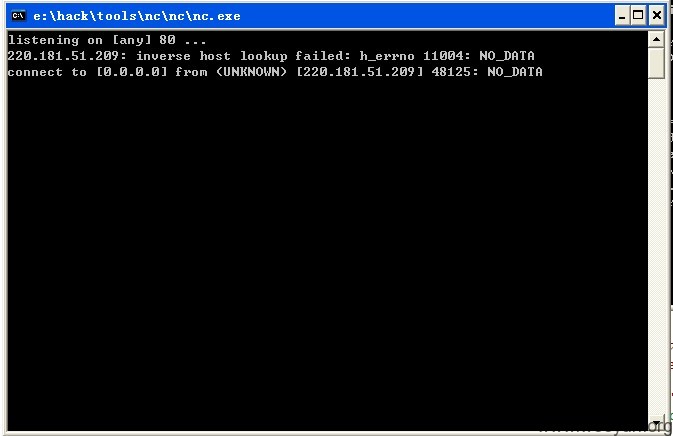 e:\hack\tools\nc\nc\nc.exe
listening on [any] 80 ...
220.181.51.209: inverse host lookup failed: h_errno 11004: NO_DATA
connect to [0.0.0.0] from (UNKNOWN) [220.181.51.209] 48125: NO_DATA